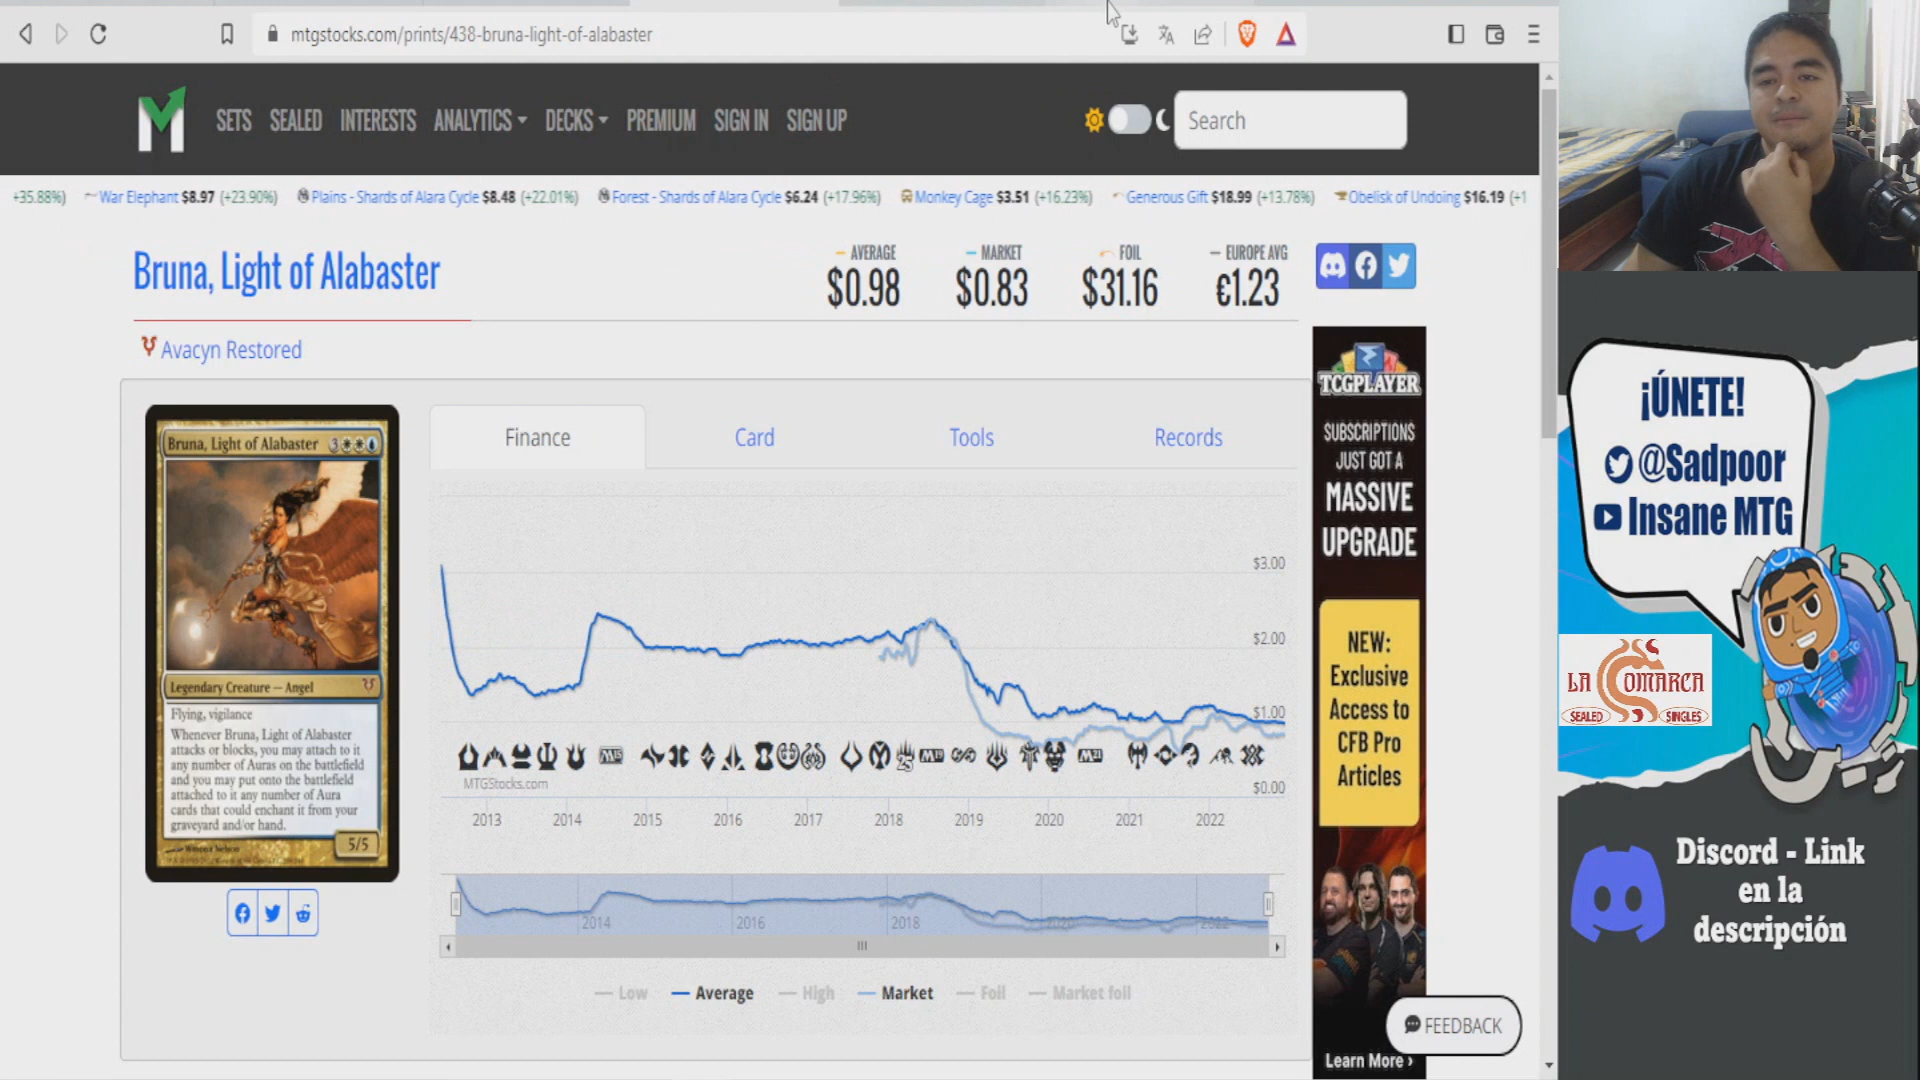 mtgstocks.com/prints/438-bruna-light-of-alabaster
SETS SEALED INTERESTS ANALYTICS DECKS PREMIUM SIGN IN SIGN UP
Search
+35.88%) War Elephant $8.97 (+23.90%) Plains - Shards of Alara Cycle $8.48 (+22.01%) Forest - Shards of Alara Cycle $6.24 (+17.96%) Monkey Cage $3.51 (+16.23%) Generous Gift $18.99 (+13.78%) Obelisk of Undoing $16.19 (+1
Bruna, Light of Alabaster
AVERAGE
$0.98
MARKET
$0.83
FOIL
$31.16
EUROPE AVG
€1.23
Avacyn Restored
Bruna, Light of Alabaster 3
Legendary Creature — Angel
Flying, vigilance
Whenever Bruna, Light of Alabaster
attacks or blocks, you may attach to it
any number of Auras on the battlefield
and you may put onto the battlefield
attached to it any number of Aura
cards that could enchant it from your
graveyard and/or hand.
5/5
Finance Card Tools Records
$3.00
$2.00
$1.00
$0.00
MTGStocks.com
2013 2014 2015 2016 2017 2018 2019 2020 2021 2022
2014 2016 2018 2020 2022
Low Average High Market Foil Market foil
TCGPLAYER
SUBSCRIPTIONS
JUST GOT A
MASSIVE
UPGRADE
NEW:
Exclusive
Access to
CFB Pro
Articles
Learn More ›
FEEDBACK
¡ÚNETE!
@Sadpoor
Insane MTG
LA COMARCA
SEALED SINGLES
Discord - Link
en la
descripción